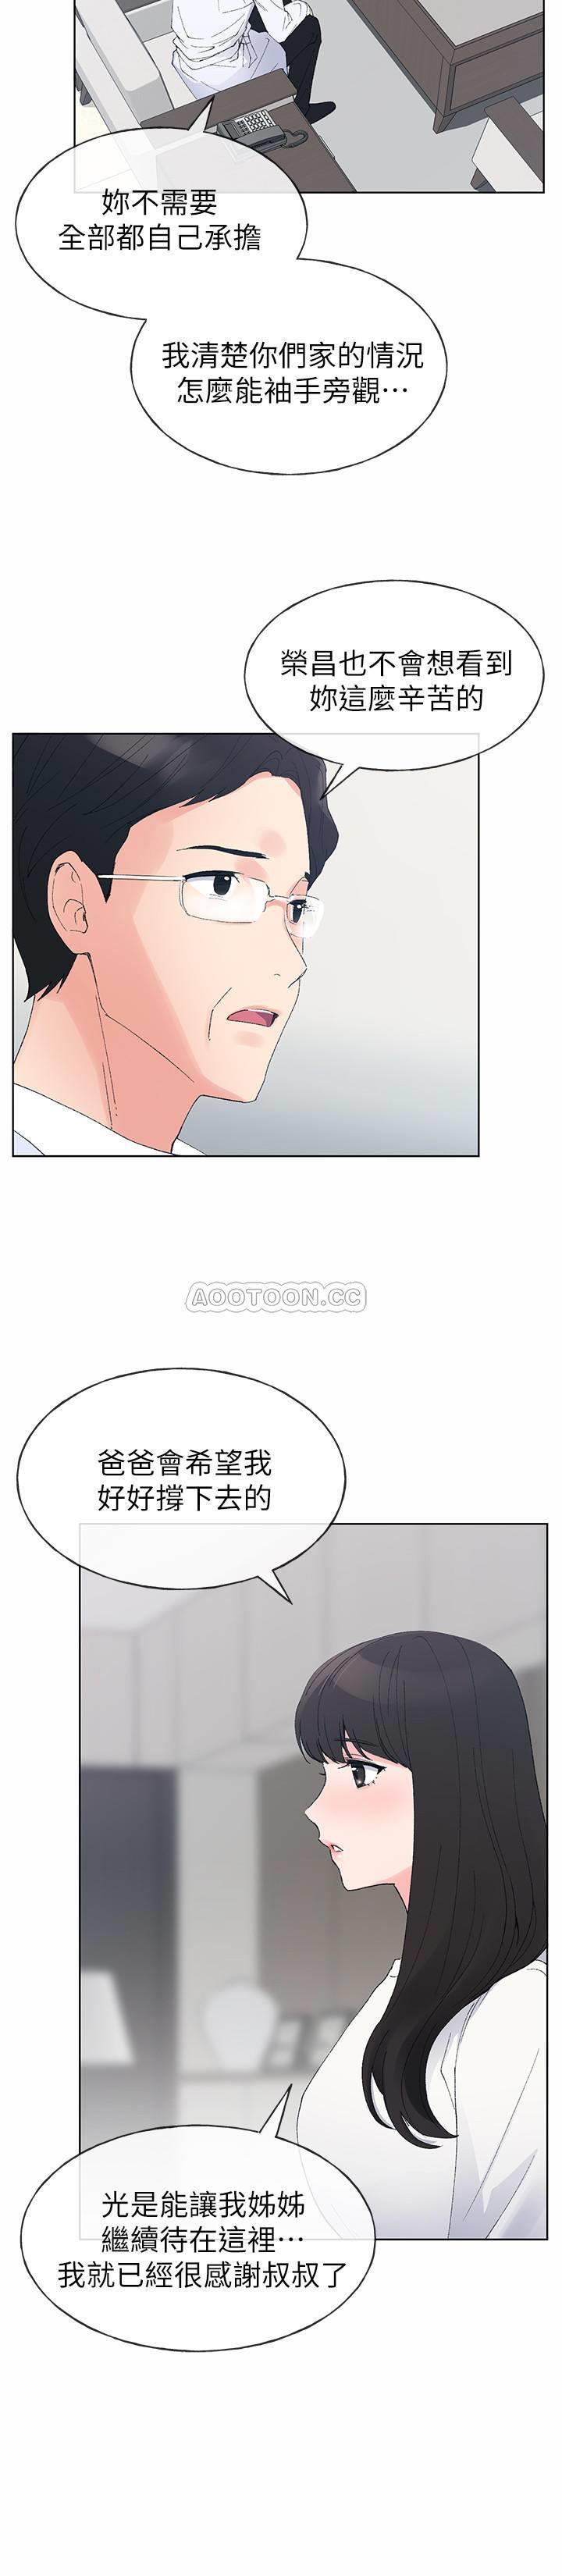 妳不需要
全部都自己承擔
我清楚你們家的情況
怎麼能袖手旁觀…
榮昌也不會想看到
妳這麼辛苦的
AOOTOON.CC
爸爸會希望我
好好撐下去的
光是能讓我姊姊
繼續待在這裡…
我就已經很感謝叔叔了